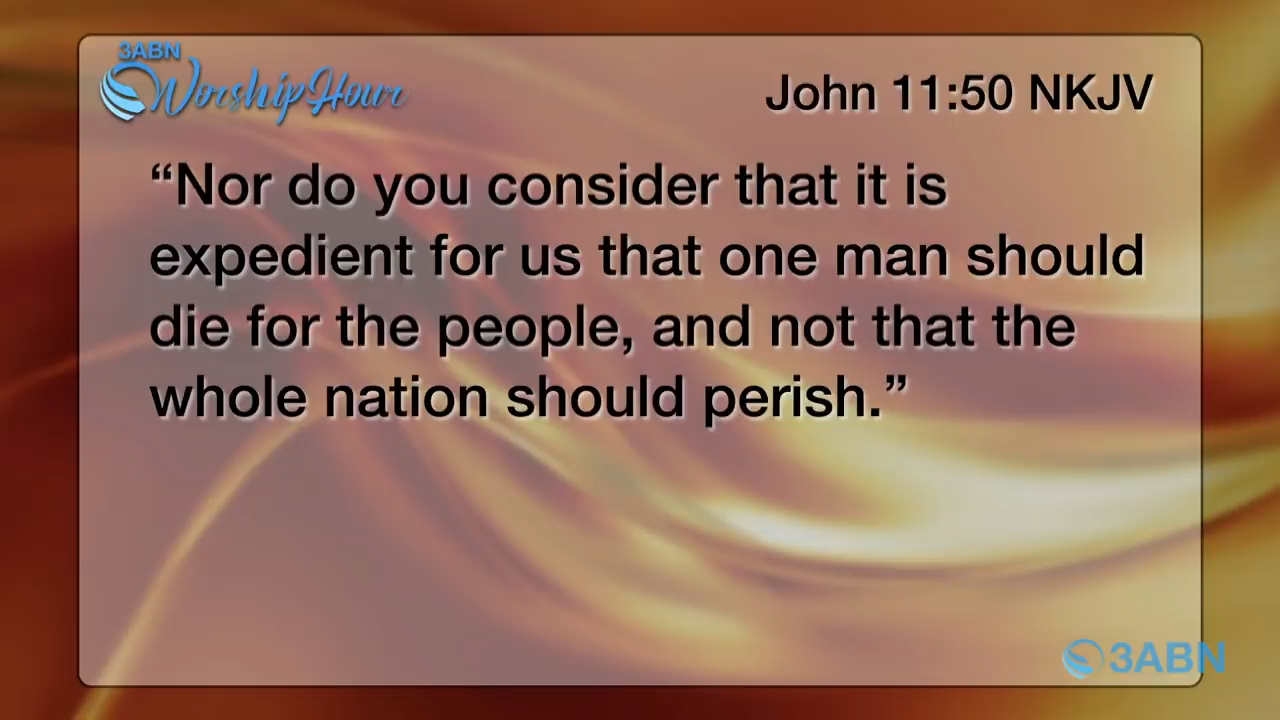 3ABN
Worship Hour
John 11:50 NKJV
“Nor do you consider that it is
expedient for us that one man should
die for the people, and not that the
whole nation should perish.”
3ABN